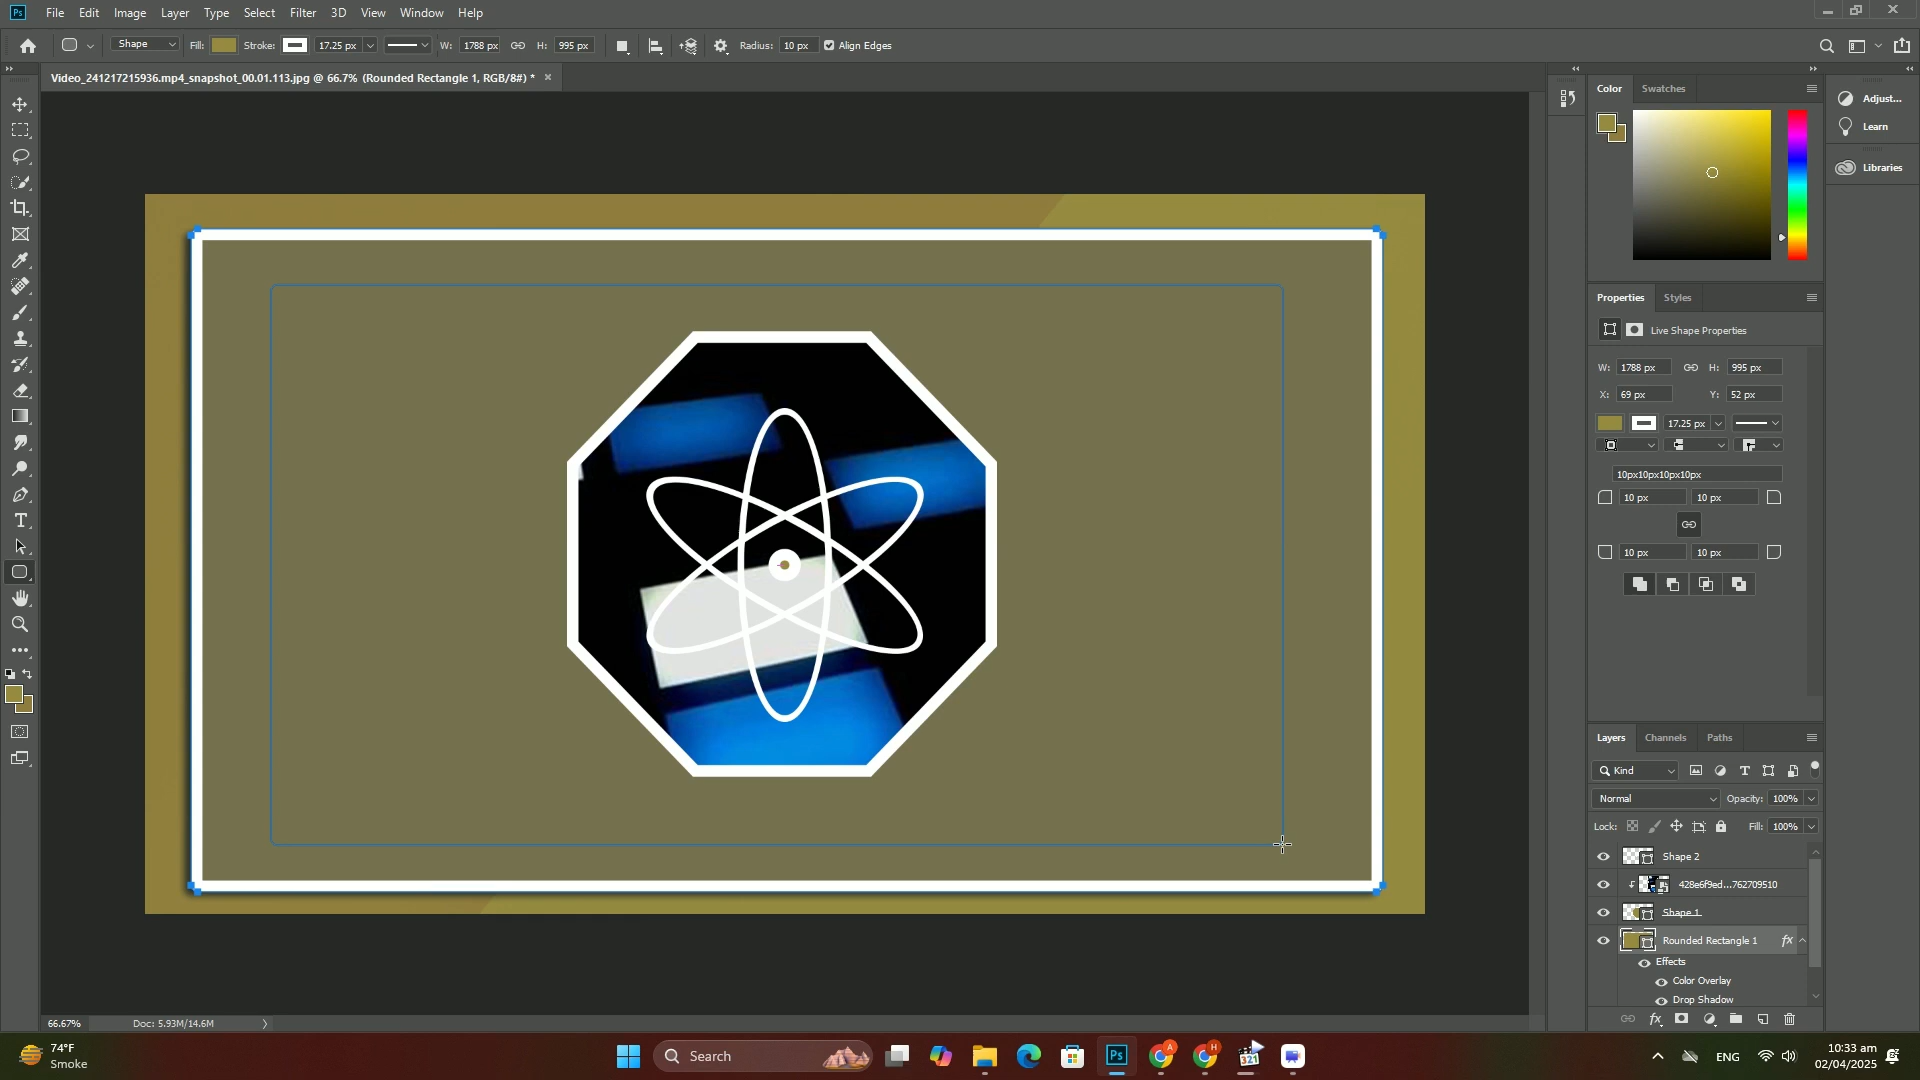 Ps File Edit Image Layer Type Select Filter 3D View Window Help
Shape Fill: Stroke: 17.25 px W: 1788 px H: 995 px Radius: 10 px Align Edges
Video_241217215936.mp4_snapshot_00.01.113.jpg @ 66.7% (Rounded Rectangle 1, RGB/8#) * ×
Color Swatches
Adjust...
Learn
Libraries
Properties Styles
Live Shape Properties
W: 1788 px H: 995 px
X: 69 px Y: 52 px
17.25 px
10px10px10px10px
10 px 10 px
10 px 10 px
Layers Channels Paths
Kind
Normal Opacity: 100%
Lock: Fill: 100%
Shape 2
428e6f9ed...762709510
Shape 1
Rounded Rectangle 1 fx
Effects
Color Overlay
Drop Shadow
66.67% Doc: 5.93M/14.6M
74°F
Smoke
Search
Ps
A
H
321
ENG
10:33 am
02/04/2025